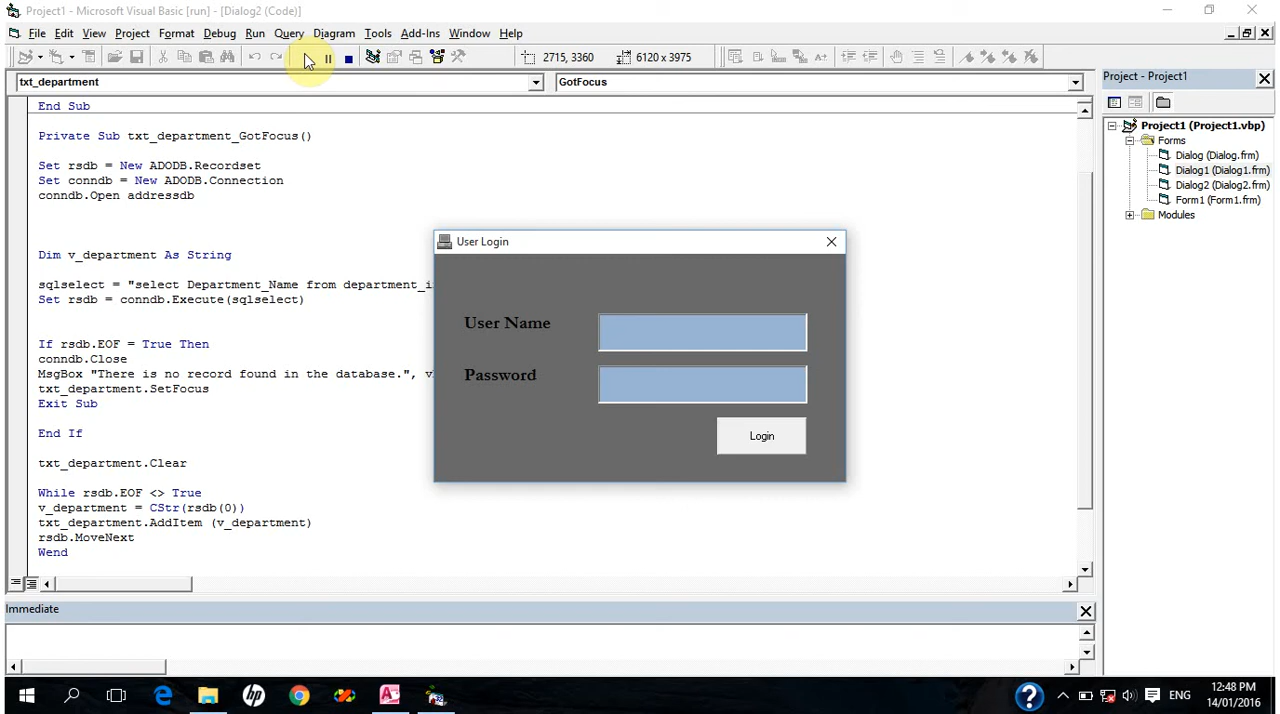 Project1 - Microsoft Visual Basic [run] - [Dialog2 (Code)]
File Edit View Project Format Debug Run Query Diagram Tools Add-Ins Window Help
2715, 3360 6120 x 3975
txt_department GotFocus
End Sub
Private Sub txt_department_GotFocus()
Set rsdb = New ADODB.Recordset
Set conndb = New ADODB.Connection
conndb.Open addressdb
Dim v_department As String
sqlselect = "select Department_Name from department_i
Set rsdb = conndb.Execute(sqlselect)
If rsdb.EOF = True Then
conndb.Close
MsgBox "There is no record found in the database.", v
txt_department.SetFocus
Exit Sub
End If
txt_department.Clear
While rsdb.EOF <> True
v_department = CStr(rsdb(0))
txt_department.AddItem (v_department)
rsdb.MoveNext
Wend
User Login
User Name
Password
Login
Project - Project1
Project1 (Project1.vbp)
Forms
Dialog (Dialog.frm)
Dialog1 (Dialog1.frm)
Dialog2 (Dialog2.frm)
Form1 (Form1.frm)
Modules
Immediate
hp
A
?
ENG
12:48 PM
14/01/2016